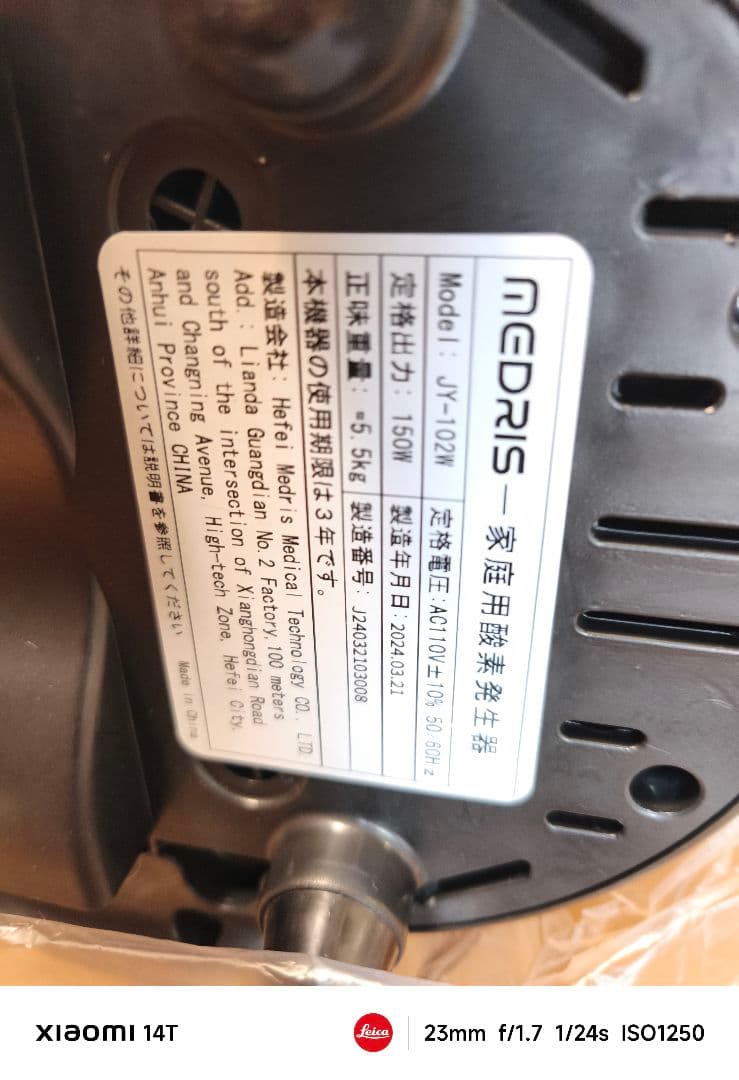 MEDRIS—家庭用酸素発生器
Model: JY-102W 定格電圧:AC110V±10% 50/60Hz
定格出力: 150W 製造年月日:2024.03.21
正味重量: ≈5.5kg 製造番号: J24032103008
本機器の使用期限は3年です。
製造会社: Hefei Medris Medical Technology CO., LTD.
Add.: Lianda Guangdian No.2 Factory,100 meters
south of the intersection of Xianghongdian Road
and Changning Avenue, High-tech Zone, Hefei City,
Anhui Province CHINA
その他詳細については説明書を参照してください Made in China
XIAOMI 14T
Leica
23mm f/1.7 1/24s ISO1250